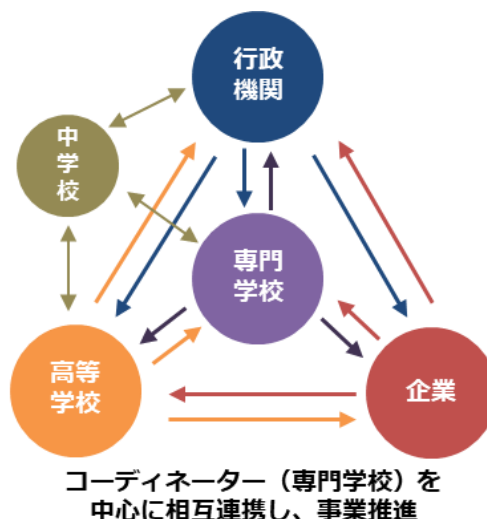 行政
機関
中
学
校
専門
学校
高等
学校
企業
コーディネーター（専門学校）を
中心に相互連携し、事業推進